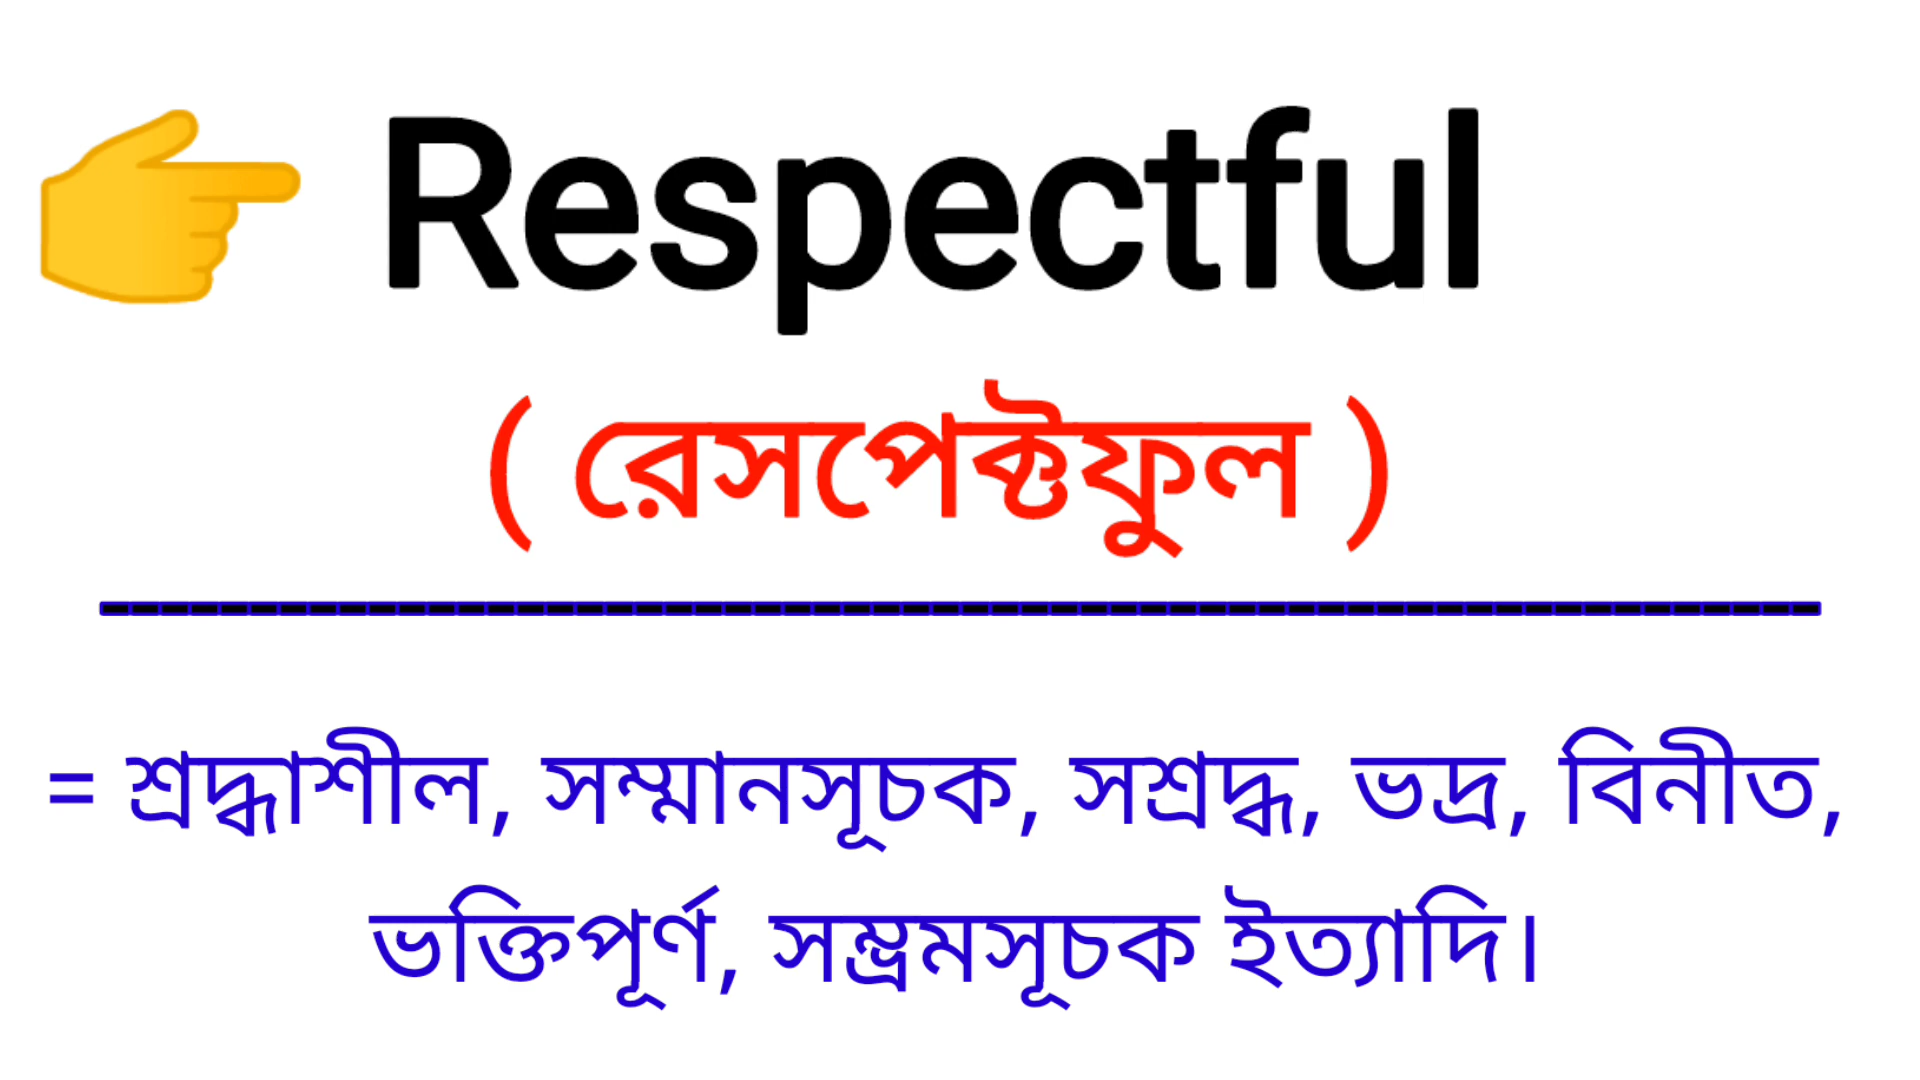 👉 Respectful
( রেসপেক্টফুল )
= শ্রদ্ধাশীল, সম্মানসূচক, সশ্রদ্ধ, ভদ্র, বিনীত,
ভক্তিপূর্ণ, সম্ভ্রমসূচক ইত্যাদি।